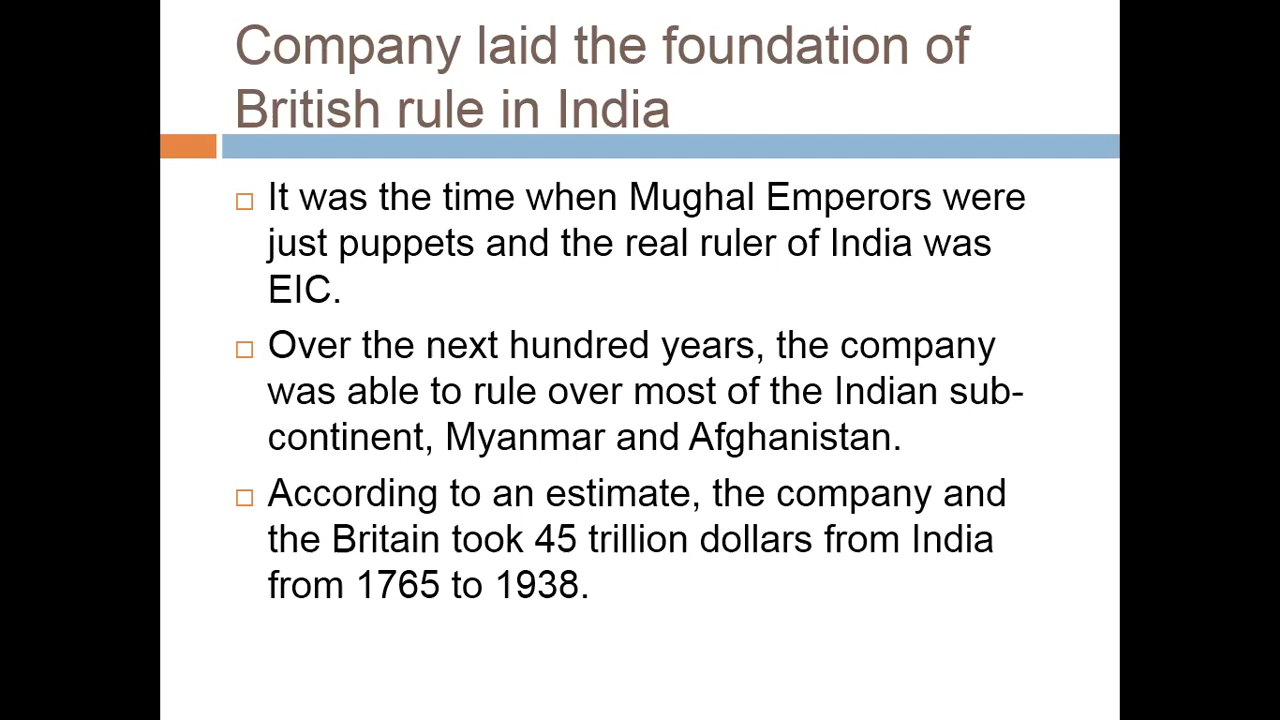 Company laid the foundation of
British rule in India
It was the time when Mughal Emperors were
just puppets and the real ruler of India was
EIC.
Over the next hundred years, the company
was able to rule over most of the Indian sub-
continent, Myanmar and Afghanistan.
According to an estimate, the company and
the Britain took 45 trillion dollars from India
from 1765 to 1938.